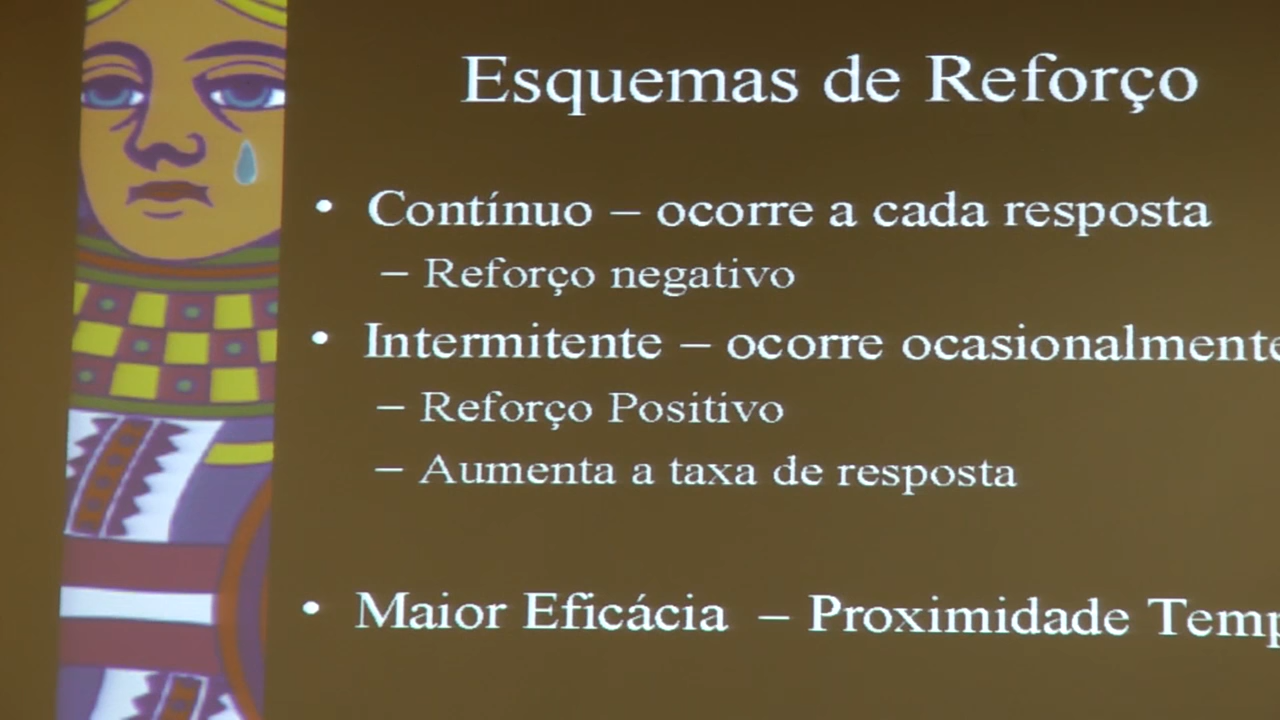 Esquemas de Reforço
• Contínuo – ocorre a cada resposta
– Reforço negativo
• Intermitente – ocorre ocasionalmente
– Reforço Positivo
– Aumenta a taxa de resposta
• Maior Eficácia – Proximidade Temp